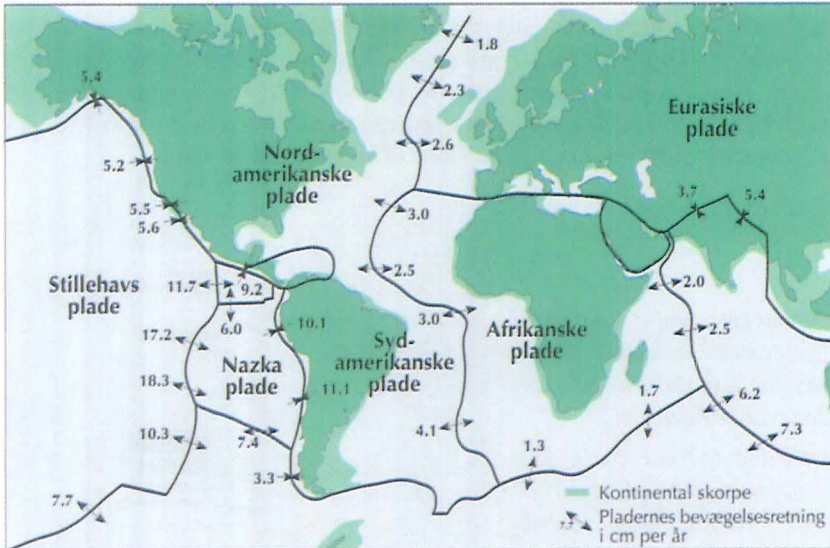 1.8
5.4
2.3
Eurasiske
plade
2.6
Nord-
amerikanske
plade
5.2
3.7
5.4
5.5
3.0
5.6
2.5
Stillehavs
plade
11.7
9.2
2.0
6.0
10.1
3.0
Afrikanske
plade
17.2
Syd-
amerikanske
plade
2.5
Nazka
plade
18.3
11.1
1.7
6.2
10.3
7.4
4.1
7.3
1.3
3.3
7.7
Kontinental skorpe
Pladernes bevægelsesretning
i cm per år